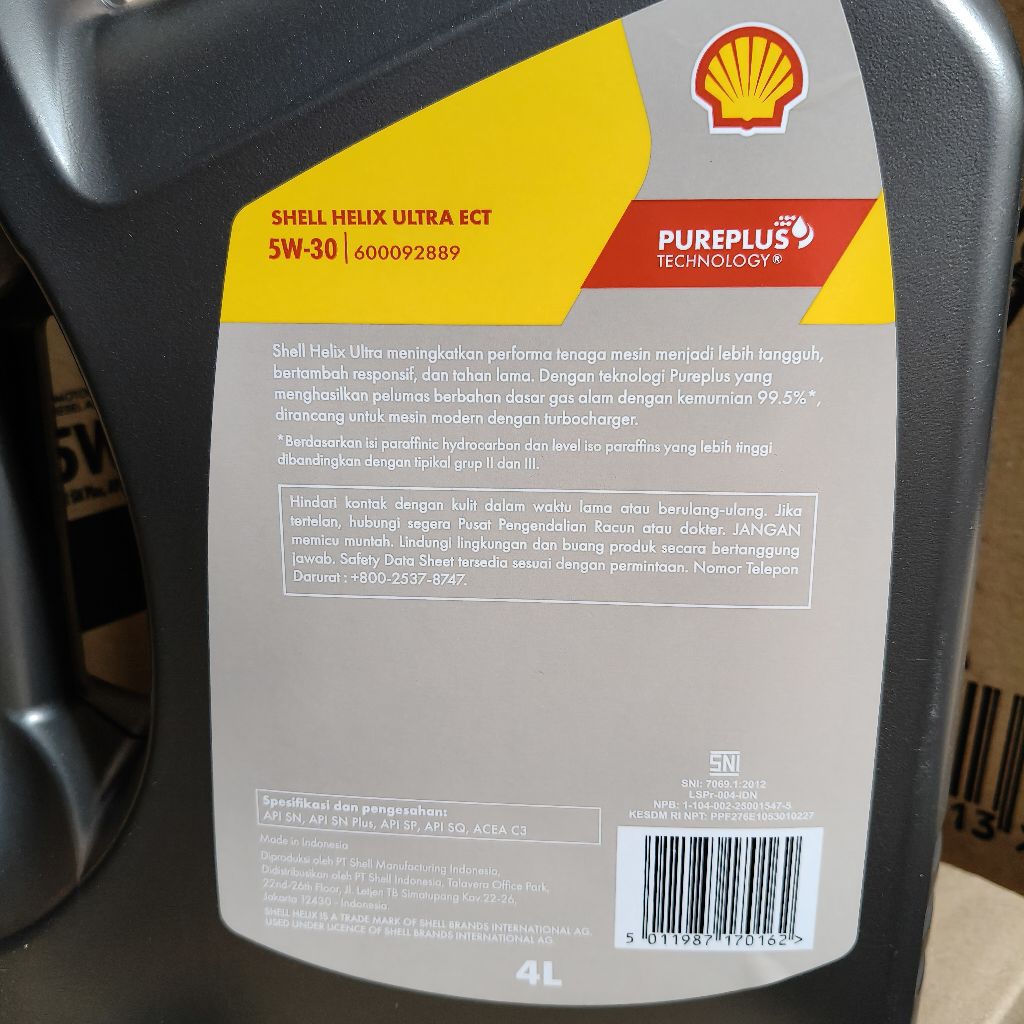 SHELL HELIX ULTRA ECT
5W-30 | 600092889
PUREPLUS
TECHNOLOGY®
Shell Helix Ultra meningkatkan performa tenaga mesin menjadi lebih tangguh,
bertambah responsif, dan tahan lama. Dengan teknologi Pureplus yang
menghasilkan pelumas berbahan dasar gas alam dengan kemurnian 99.5%*,
dirancang untuk mesin modern dengan turbocharger.
*Berdasarkan isi paraffinic hydrocarbon dan level iso paraffins yang lebih tinggi
dibandingkan dengan tipikal grup II dan III.
Hindari kontak dengan kulit dalam waktu lama atau berulang-ulang. Jika
tertelan, hubungi segera Pusat Pengendalian Racun atau dokter. JANGAN
memicu muntah. Lindungi lingkungan dan buang produk secara bertanggung
jawab. Safety Data Sheet tersedia sesuai dengan permintaan. Nomor Telepon
Darurat : +800-2537-8747.
SNI
SNI: 7069.1:2012
LSPr-004-IDN
NPB: 1-104-002-25001547-5
KESDM RI NPT: PPF276E1053010227
Spesifikasi dan pengesahan:
API SN, API SN Plus, API SP, API SQ, ACEA C3
Made in Indonesia
Diproduksi oleh PT Shell Manufacturing Indonesia,
Didistribusikan oleh PT Shell Indonesia, Talavera Office Park,
22nd-26th Floor, Jl. Letjen TB Simatupang Kav.22-26,
Jakarta 12430 - Indonesia.
SHELL HELIX IS A TRADE MARK OF SHELL BRANDS INTERNATIONAL AG.
USED UNDER LICENCE OF SHELL BRANDS INTERNATIONAL AG.
5 011987 170162 >
4L
5W
13